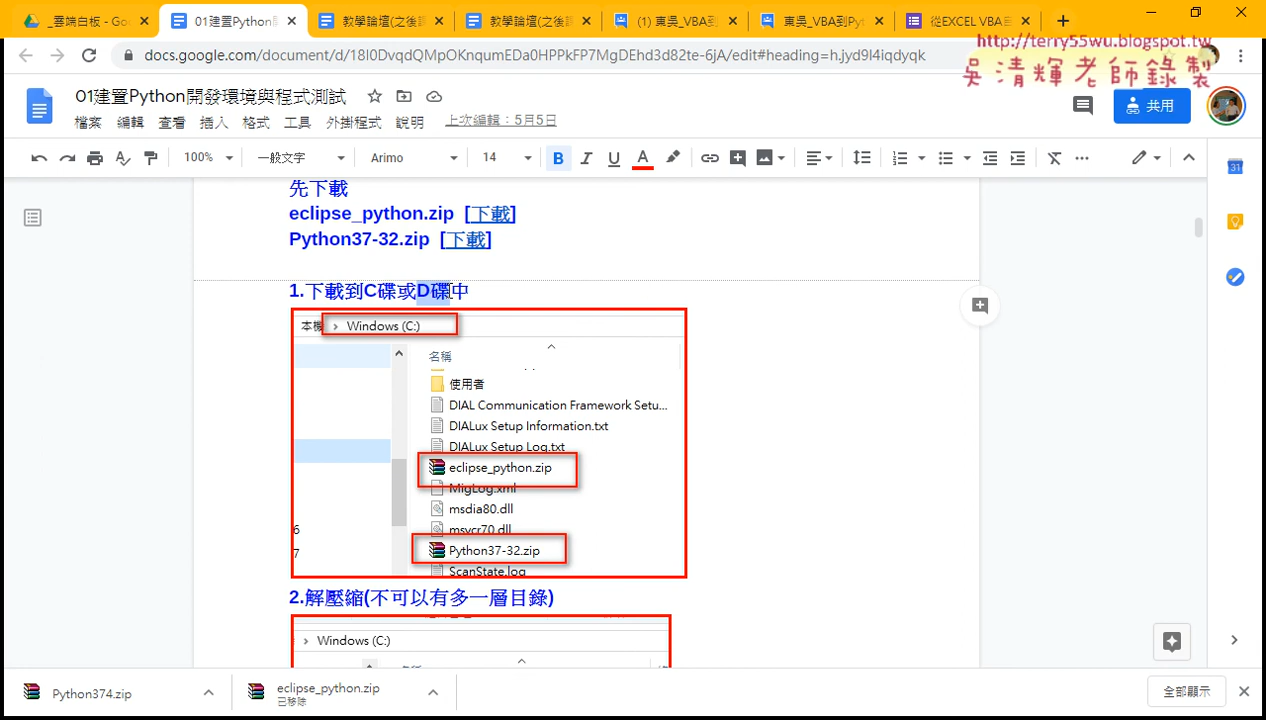 _雲端白板 - Goo
01建置Python開
教學論壇(之後課
教學論壇(之後課
(1) 東吳_VBA到
東吳_VBA到Pyt
從EXCEL VBA自
docs.google.com/document/d/18I0DvqdQMpoKnqumEDa0HPPkFP7MgDEhd3d82te-6jA/edit#heading=h.jyd9l4iqdyqk
http://terry55wu.blogspot.tw
吳清輝老師錄製
01建置Python開發環境與程式測試
檔案 編輯 查看 插入 格式 工具 外掛程式 說明 上次編輯：5月5日
共用
100% 一般文字 Arimo 14 B I U A
31
先下載
eclipse_python.zip [下載]
Python37-32.zip [下載]
1.下載到C碟或D碟中
本機 › Windows (C:)
名稱
使用者
DIAL Communication Framework Setu...
DIALux Setup Information.txt
DIALux Setup Log.txt
eclipse_python.zip
MigLog.xml
msdia80.dll
6
msvcr70.dll
7
Python37-32.zip
ScanState.log
2.解壓縮(不可以有多一層目錄)
› Windows (C:)
Python374.zip
eclipse_python.zip
已移除
全部顯示